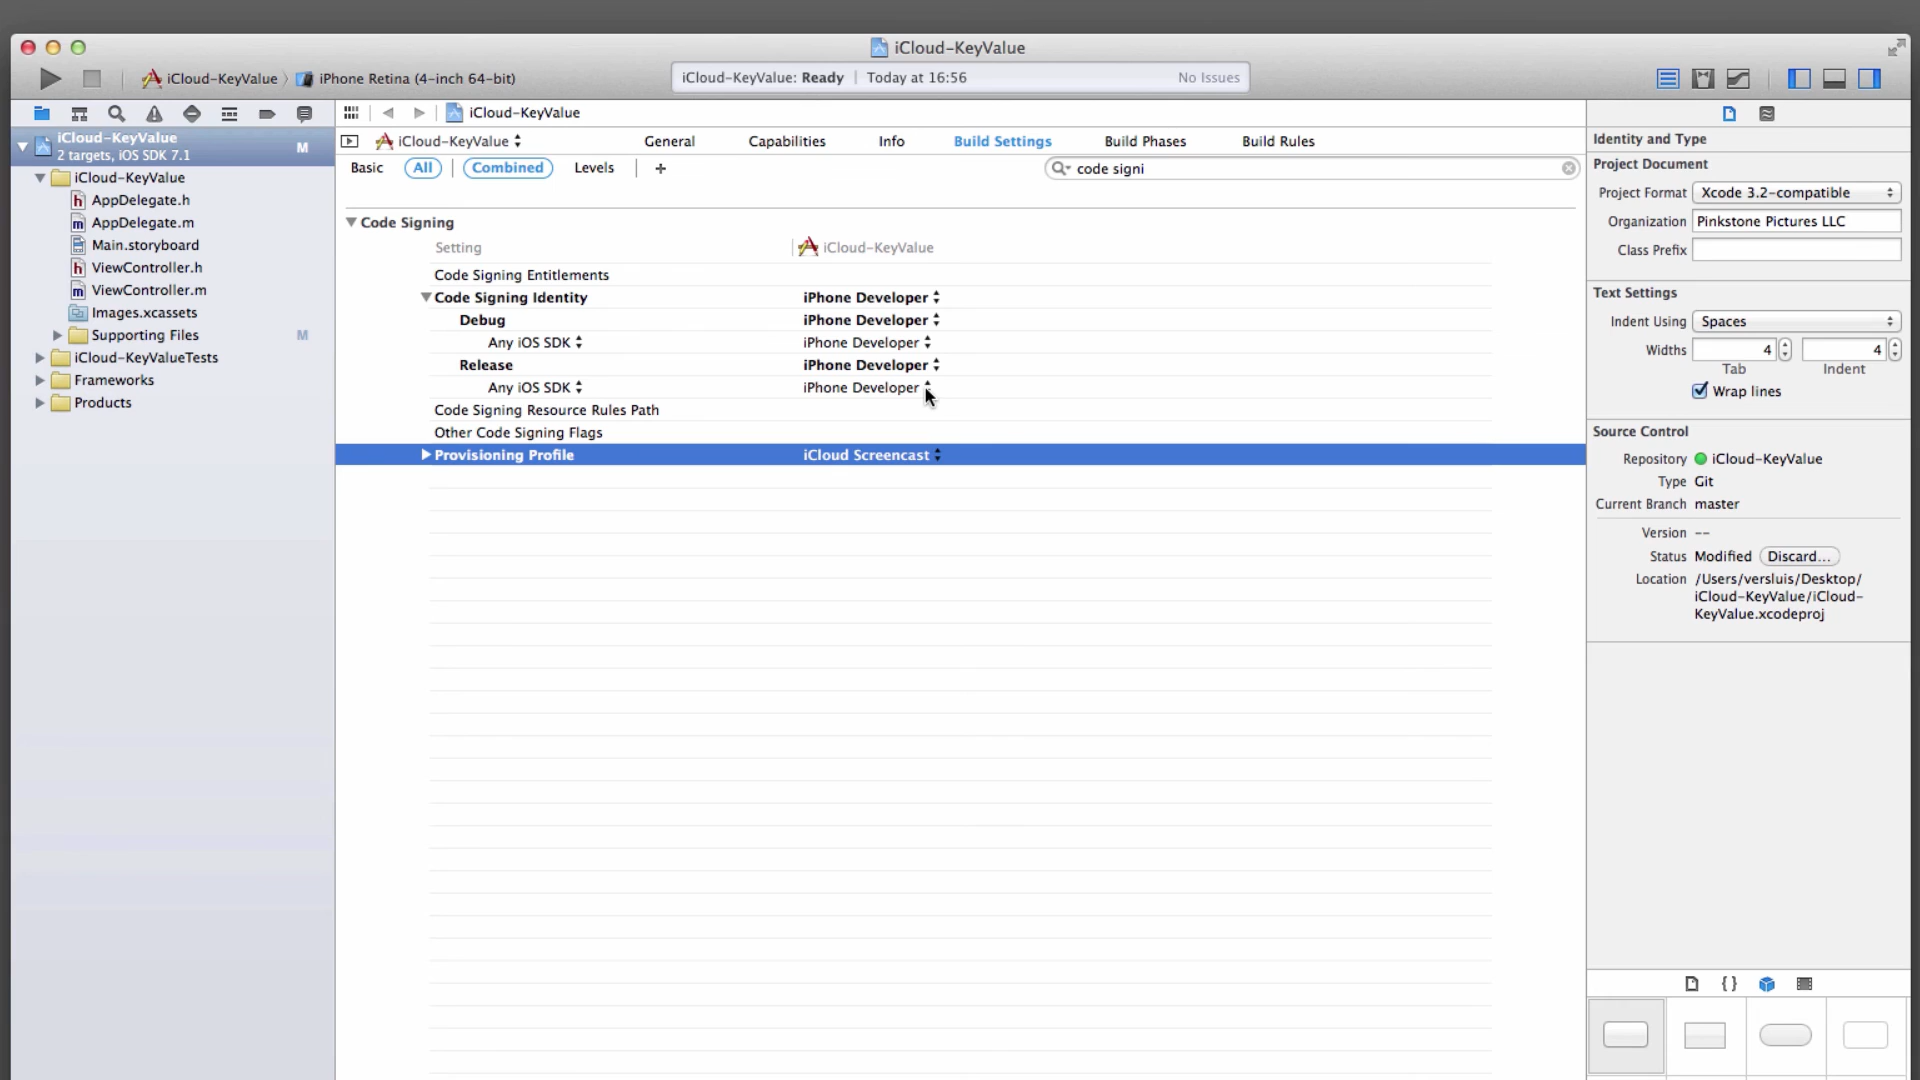 iCloud-KeyValue
iCloud-KeyValue
iPhone Retina (4-inch 64-bit)
iCloud-KeyValue: Ready
Today at 16:56
No Issues
iCloud-KeyValue
iCloud-KeyValue
2 targets, iOS SDK 7.1
M
iCloud-KeyValue
AppDelegate.h
AppDelegate.m
Main.storyboard
ViewController.h
ViewController.m
Images.xcassets
Supporting Files
M
iCloud-KeyValueTests
Frameworks
Products
iCloud-KeyValue
General
Capabilities
Info
Build Settings
Build Phases
Build Rules
Basic
All
Combined
Levels
+
code signi
Code Signing
Setting
iCloud-KeyValue
Code Signing Entitlements
Code Signing Identity
iPhone Developer
Debug
iPhone Developer
Any iOS SDK
iPhone Developer
Release
iPhone Developer
Any iOS SDK
iPhone Developer
Code Signing Resource Rules Path
Other Code Signing Flags
Provisioning Profile
iCloud Screencast
Identity and Type
Project Document
Project Format
Xcode 3.2-compatible
Organization
Pinkstone Pictures LLC
Class Prefix
Text Settings
Indent Using
Spaces
Widths
4
4
Tab
Indent
Wrap lines
Source Control
Repository
iCloud-KeyValue
Type
Git
Current Branch
master
Version
--
Status
Modified
Discard...
Location
/Users/versluis/Desktop/
iCloud-KeyValue/iCloud-
KeyValue.xcodeproj
{ }